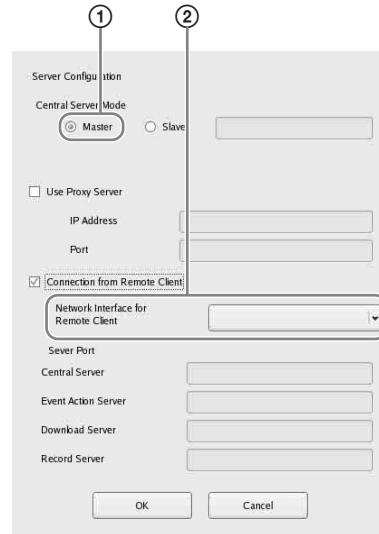 ① ②
Server Configuration
Central Server Mode
Master Slave
Use Proxy Server
IP Address
Port
Connection from Remote Client
Network Interface for
Remote Client
Sever Port
Central Server
Event Action Server
Download Server
Record Server
OK Cancel